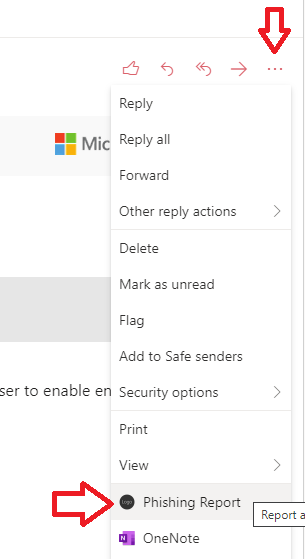 Mic
Reply
Reply all
Forward
Other reply actions
Delete
Mark as unread
ser to enable en
Flag
Add to Safe senders
Security options
Print
View
Logo
Phishing Report
Report a
OneNote